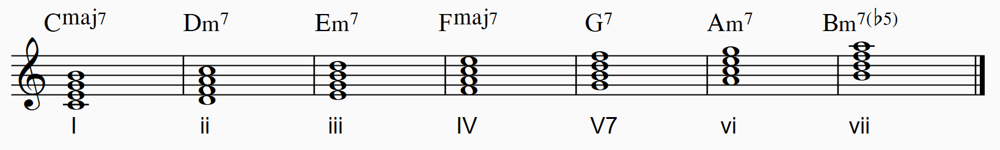 Cmaj7 Dm7 Em7 Fmaj7 G7 Am7 Bm7(♭5)
I ii iii IV V7 vi vii